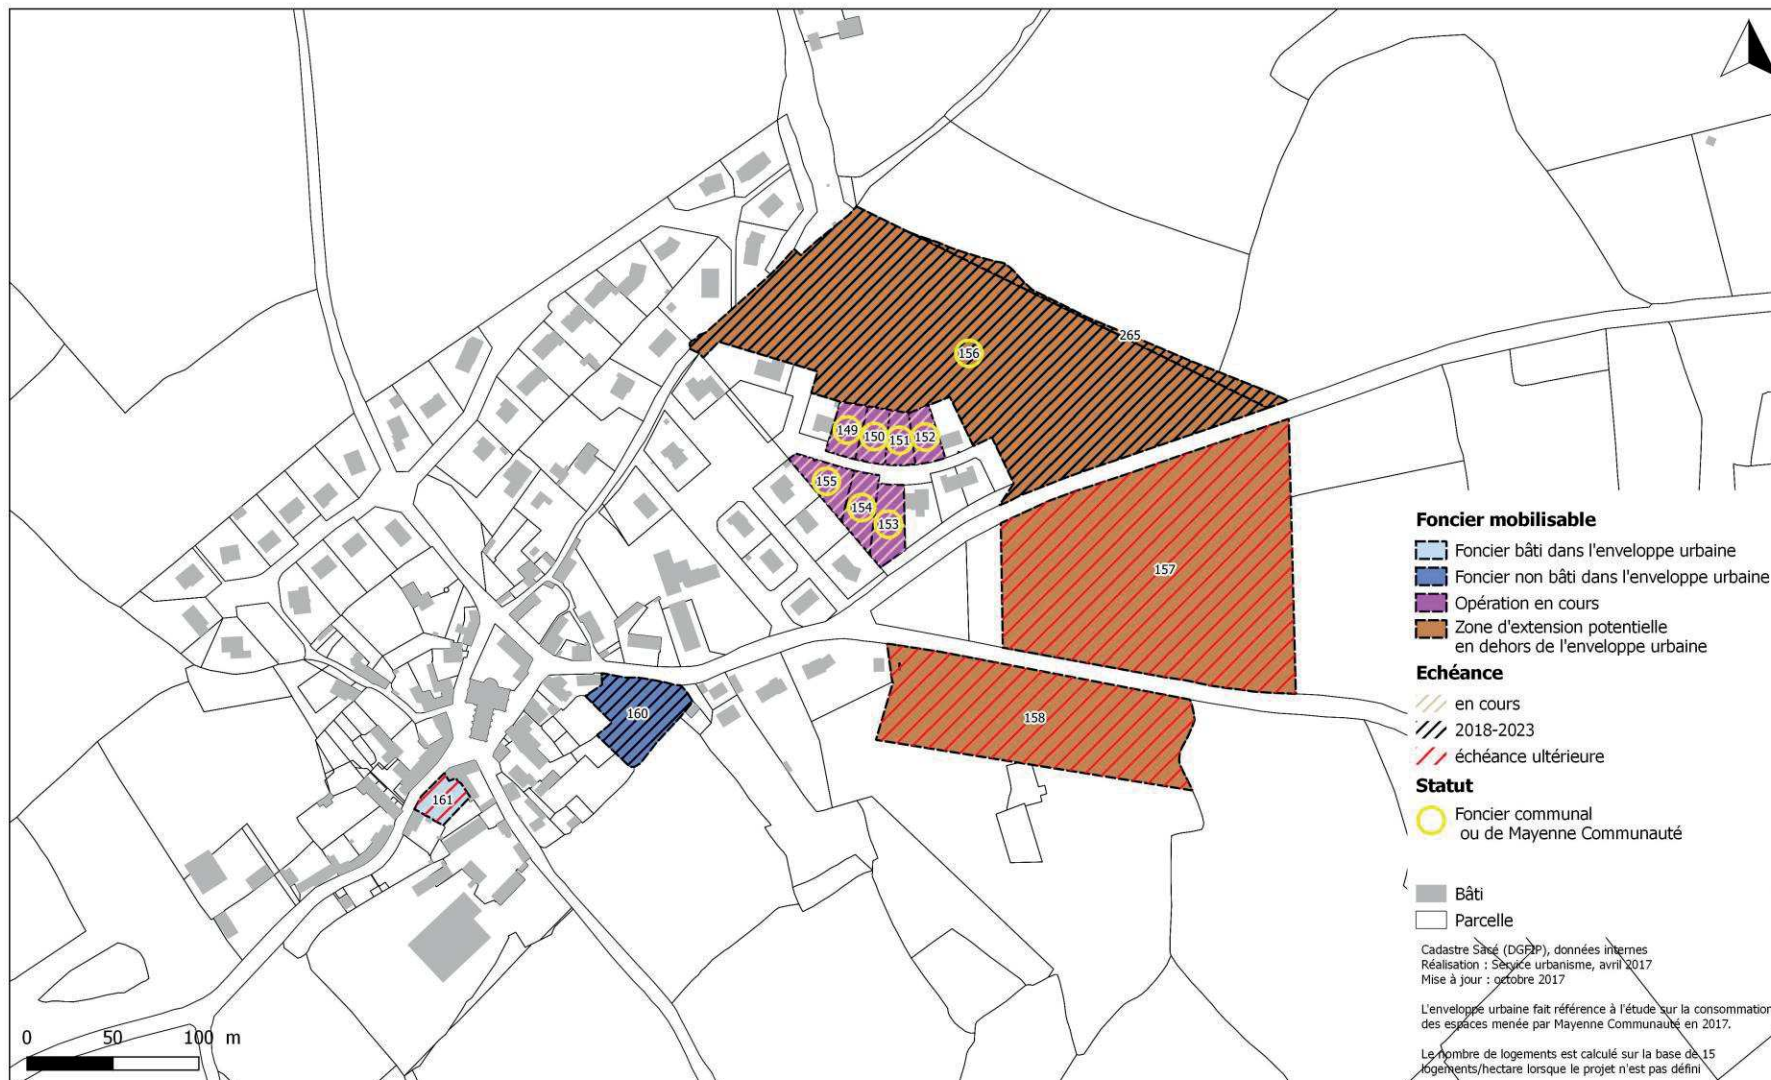 265
156
149
150
151
152
155
154
153
157
158
160
161
Foncier mobilisable
Foncier bâti dans l'enveloppe urbaine
Foncier non bâti dans l'enveloppe urbaine
Opération en cours
Zone d'extension potentielle
en dehors de l'enveloppe urbaine
Echéance
en cours
2018-2023
échéance ultérieure
Statut
Foncier communal
ou de Mayenne Communauté
Bâti
Parcelle
Cadastre Sacé (DGFIP), données internes
Réalisation : Service urbanisme, avril 2017
Mise à jour : octobre 2017
L'enveloppe urbaine fait référence à l'étude sur la consommation
des espaces menée par Mayenne Communauté en 2017.
Le nombre de logements est calculé sur la base de 15
logements/hectare lorsque le projet n'est pas défini
0 50 100 m